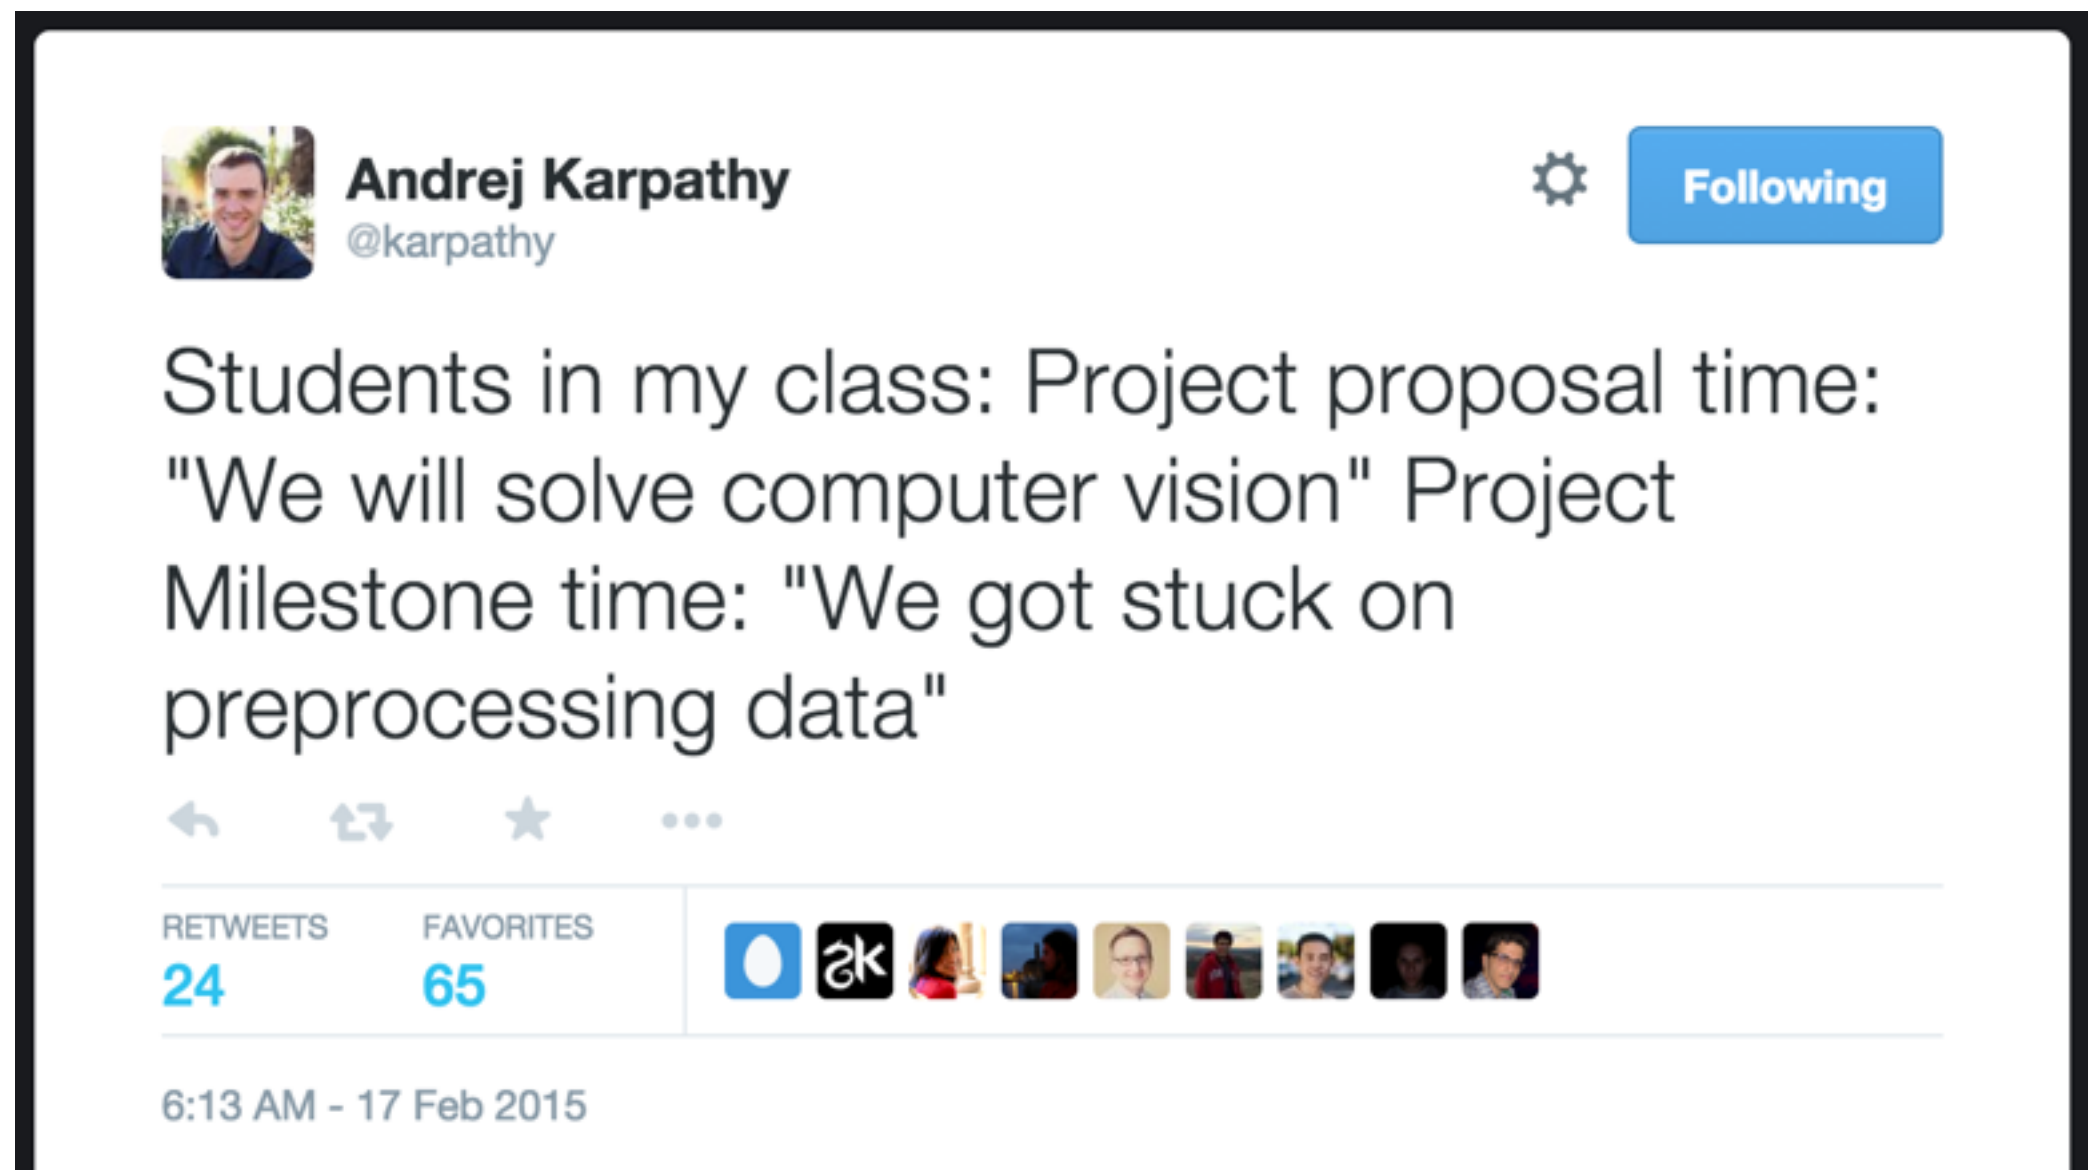 Andrej Karpathy
@karpathy
Following
Students in my class: Project proposal time:
"We will solve computer vision" Project
Milestone time: "We got stuck on
preprocessing data"
RETWEETS FAVORITES
24 65
6:13 AM - 17 Feb 2015